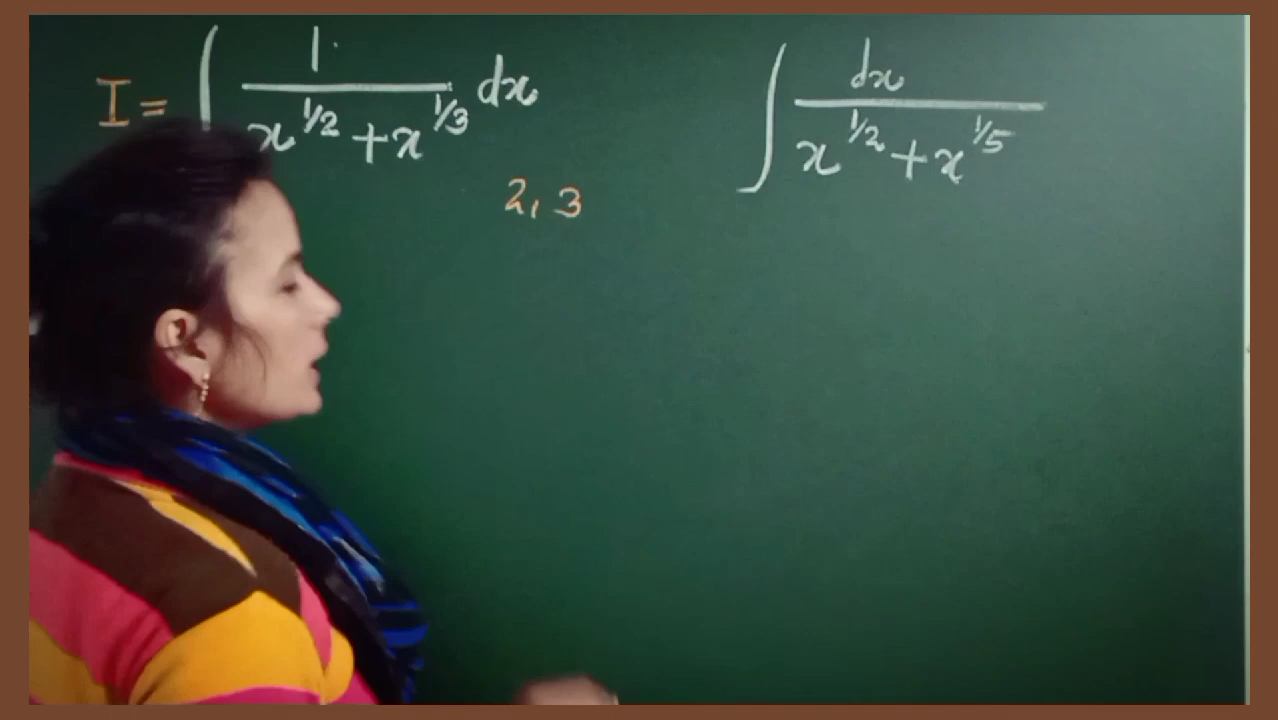 I = ∫ 1/(x^{1/2} + x^{1/3}) dx
2, 3
∫ dx/(x^{1/2} + x^{1/5})